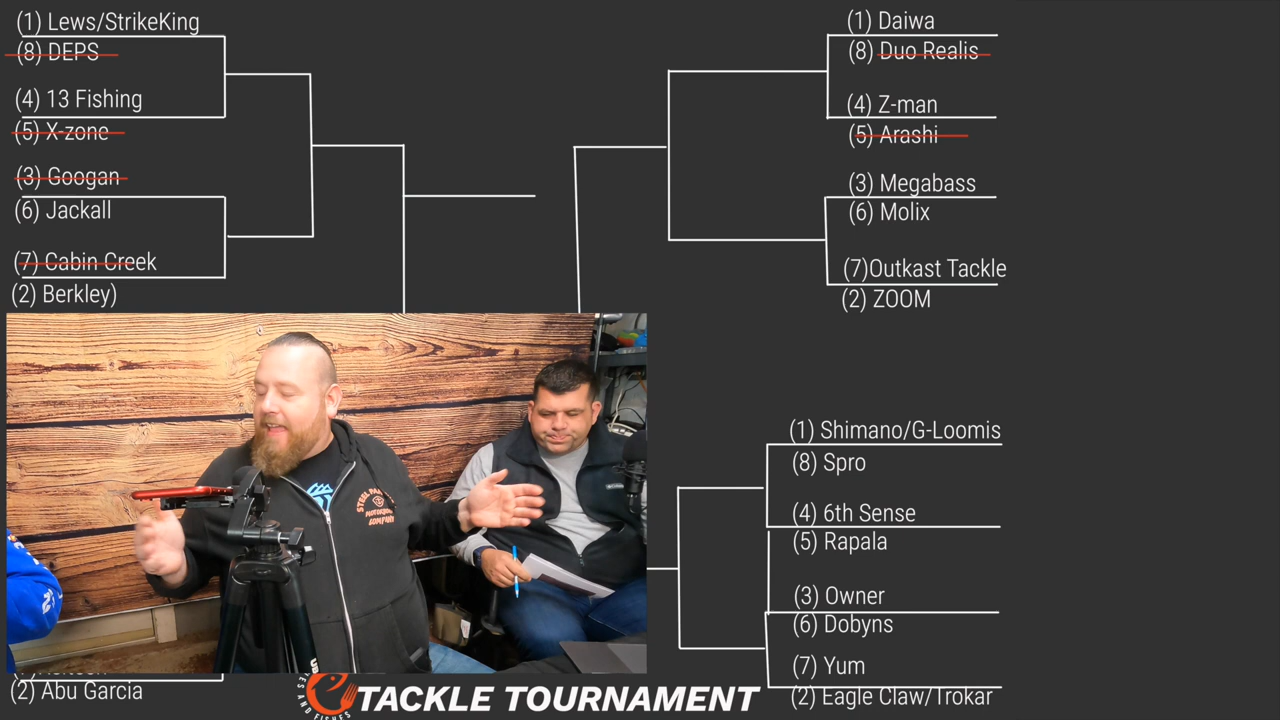 (1) Lews/StrikeKing
(8) DEPS
(4) 13 Fishing
(5) X-zone
(3) Googan
(6) Jackall
(7) Cabin Creek
(2) Berkley)
(1) Daiwa
(8) Duo Realis
(4) Z-man
(5) Arashi
(3) Megabass
(6) Molix
(7)Outkast Tackle
(2) ZOOM
(1) Shimano/G-Loomis
(8) Spro
(4) 6th Sense
(5) Rapala
(3) Owner
(6) Dobyns
(7) Yum
(2) Eagle Claw/Trokar
(2) Abu Garcia
TACKLE TOURNAMENT
COMPANY
AND FISHES